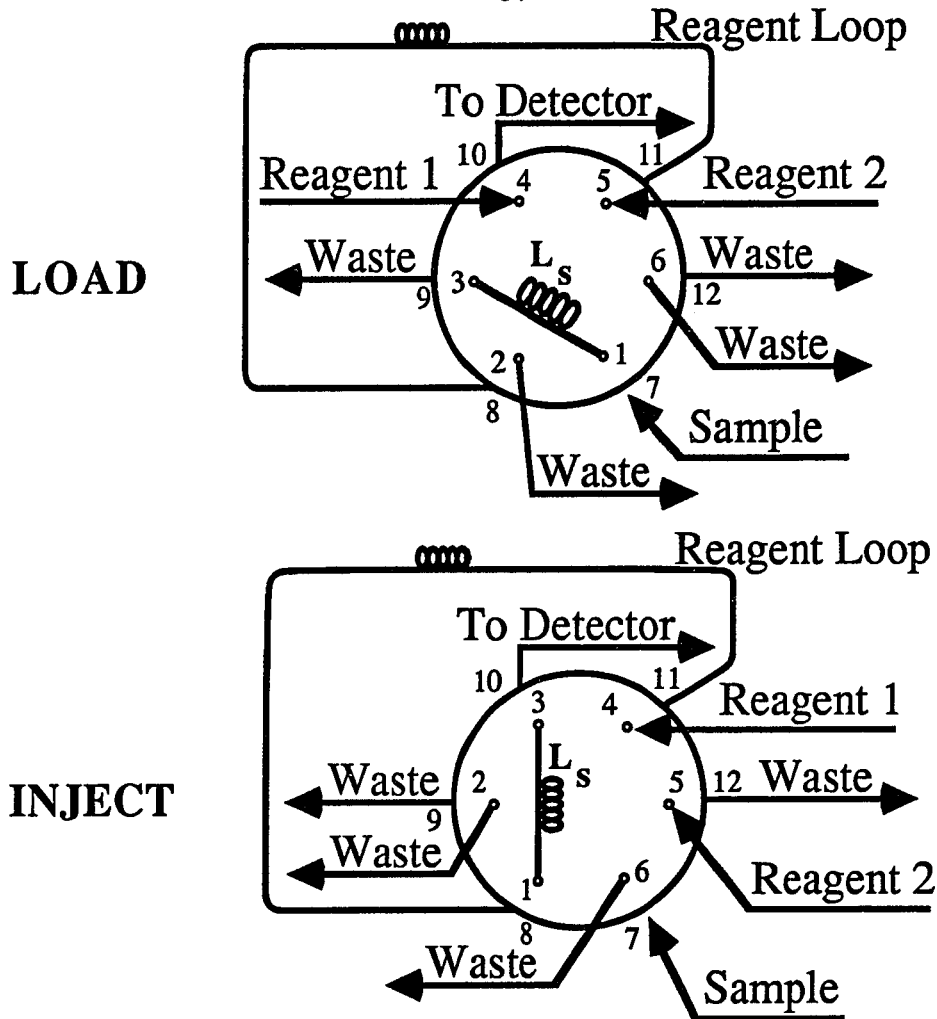 Reagent Loop
To Detector
10 11
Reagent 1 4 5 Reagent 2
Waste L s 6 Waste
LOAD
9 3 12
Waste
2 1
8 7
Sample
Waste
Reagent Loop
To Detector
10 11
3 4 Reagent 1
L s
Waste 2 5 12 Waste
INJECT
9
Waste
1 6 Reagent 2
8 7
Waste
Sample